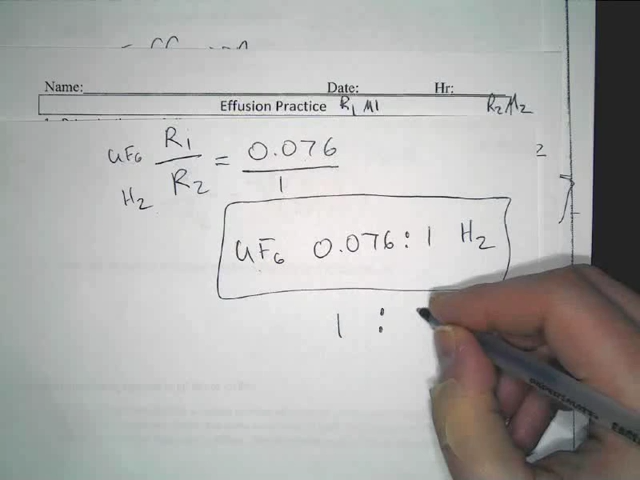 Name: Date: Hr:
Effusion Practice R1 M1 R2 M2
UF6 R1 = 0.076
H2 R2 1
UF6 0.076 : 1 H2
1 :
2